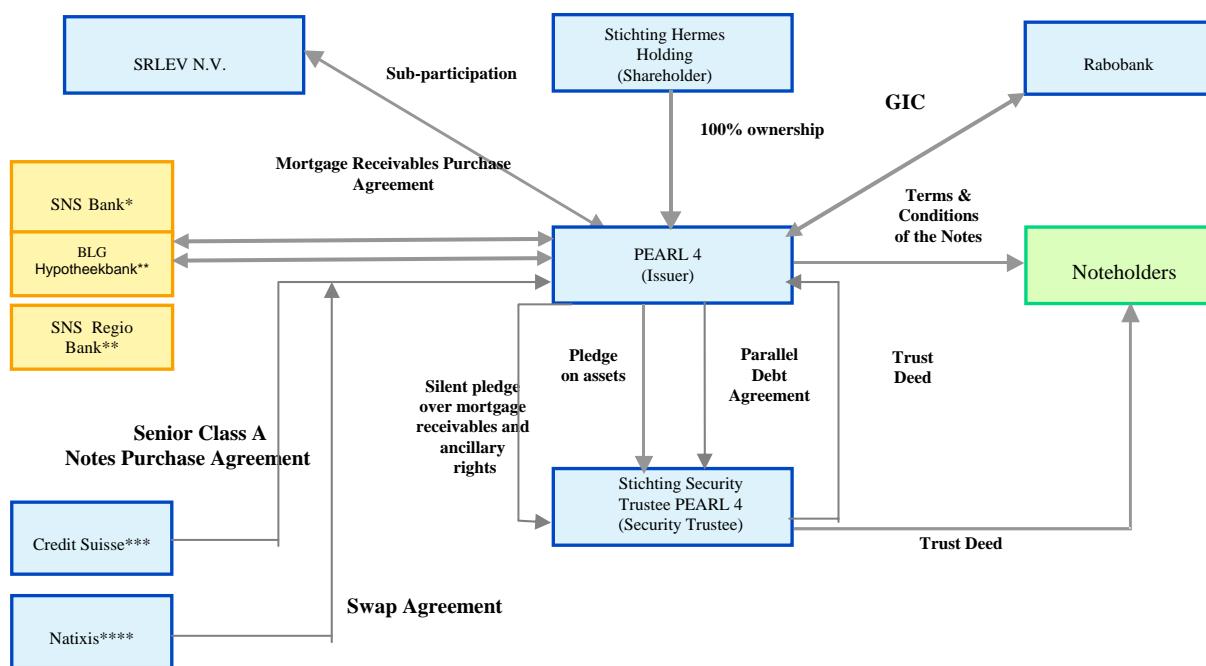 SRLEV N.V.
Sub-participation
Stichting Hermes
Holding
(Shareholder)
100% ownership
GIC
Rabobank
Mortgage Receivables Purchase
Agreement
SNS Bank*
BLG
Hypotheekbank**
SNS Regio
Bank**
PEARL 4
(Issuer)
Terms &
Conditions
of the Notes
Noteholders
Silent pledge
over mortgage
receivables and
ancillary
rights
Pledge
on assets
Parallel
Debt
Agreement
Trust
Deed
Senior Class A
Notes Purchase Agreement
Stichting Security
Trustee PEARL 4
(Security Trustee)
Trust Deed
Credit Suisse***
Swap Agreement
Natixis****